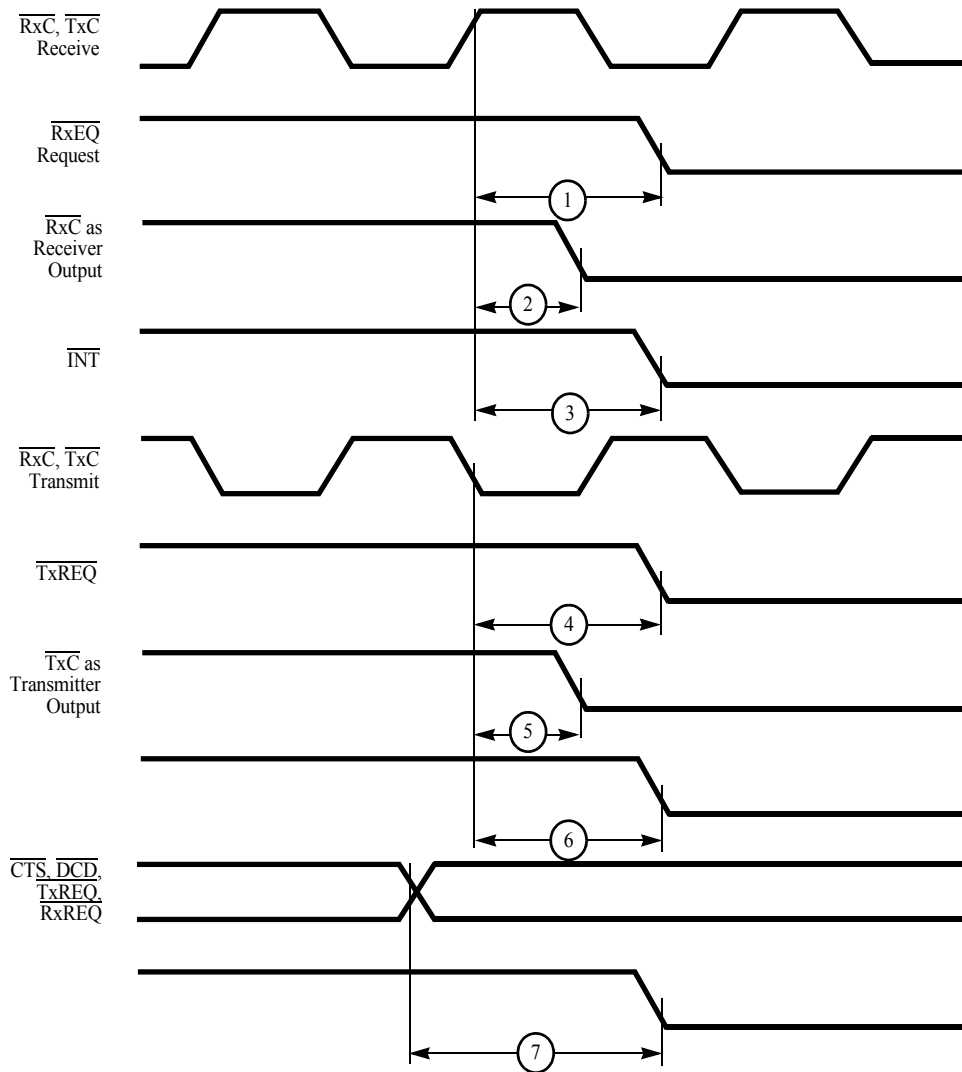 RxC, TxC
Receive
RxEQ
Request
1
RxC as
Receiver
Output
2
INT
3
RxC, TxC
Transmit
TxREQ
4
TxC as
Transmitter
Output
5
6
CTS, DCD,
TxREQ,
RxREQ
7